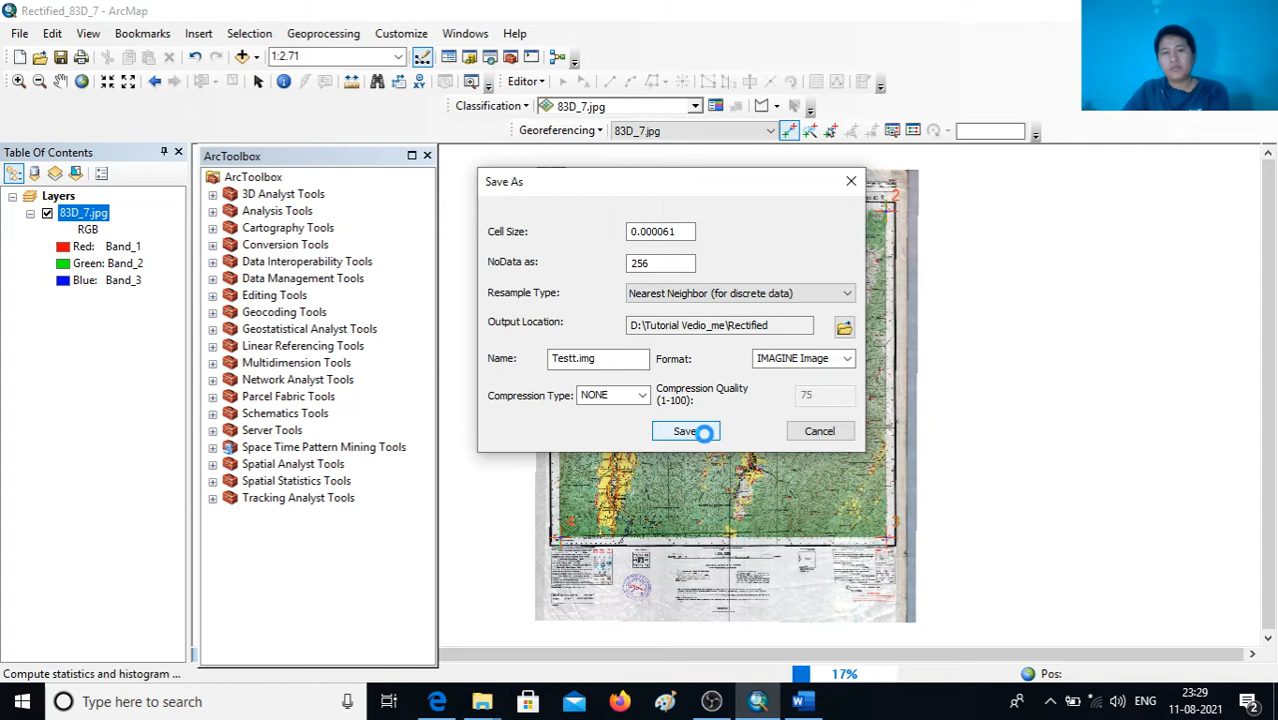 Rectified_83D_7 - ArcMap
File Edit View Bookmarks Insert Selection Geoprocessing Customize Windows Help
1:2.71
Editor
Classification 83D_7.jpg
Georeferencing 83D_7.jpg
Table Of Contents
Layers
83D_7.jpg
RGB
Red: Band_1
Green: Band_2
Blue: Band_3
ArcToolbox
ArcToolbox
3D Analyst Tools
Analysis Tools
Cartography Tools
Conversion Tools
Data Interoperability Tools
Data Management Tools
Editing Tools
Geocoding Tools
Geostatistical Analyst Tools
Linear Referencing Tools
Multidimension Tools
Network Analyst Tools
Parcel Fabric Tools
Schematics Tools
Server Tools
Space Time Pattern Mining Tools
Spatial Analyst Tools
Spatial Statistics Tools
Tracking Analyst Tools
Save As
Cell Size: 0.000061
NoData as: 256
Resample Type: Nearest Neighbor (for discrete data)
Output Location: D:\Tutorial Vedio_me\Rectified
Name: Testt.img Format: IMAGINE Image
Compression Type: NONE Compression Quality (1-100): 75
Save Cancel
2
3
Compute statistics and histogram ... 17% Pos:
Type here to search
ENG
23:29
11-08-2021
2